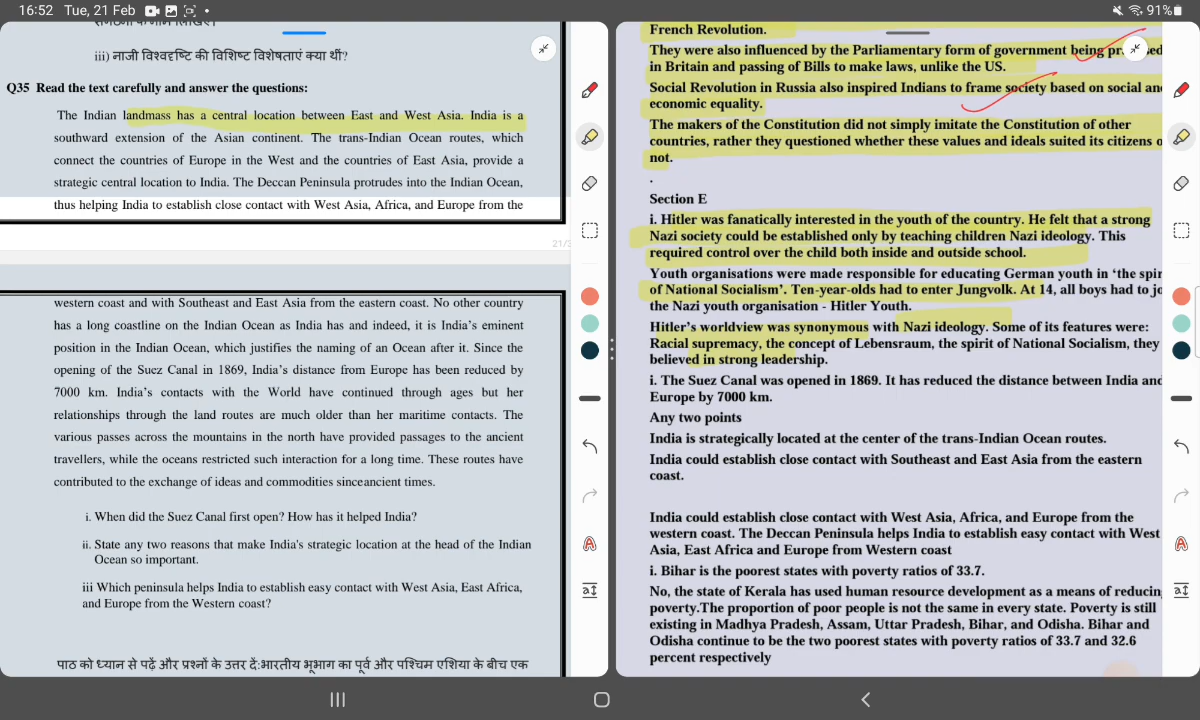 16:52 Tue, 21 Feb
91%
iii) नाजी विश्वदृष्टि की विशिष्ट विशेषताएं क्या थीं?
Q35 Read the text carefully and answer the questions:
The Indian landmass has a central location between East and West Asia. India is a
southward extension of the Asian continent. The trans-Indian Ocean routes, which
connect the countries of Europe in the West and the countries of East Asia, provide a
strategic central location to India. The Deccan Peninsula protrudes into the Indian Ocean,
thus helping India to establish close contact with West Asia, Africa, and Europe from the
21/3
western coast and with Southeast and East Asia from the eastern coast. No other country
has a long coastline on the Indian Ocean as India has and indeed, it is India's eminent
position in the Indian Ocean, which justifies the naming of an Ocean after it. Since the
opening of the Suez Canal in 1869, India's distance from Europe has been reduced by
7000 km. India's contacts with the World have continued through ages but her
relationships through the land routes are much older than her maritime contacts. The
various passes across the mountains in the north have provided passages to the ancient
travellers, while the oceans restricted such interaction for a long time. These routes have
contributed to the exchange of ideas and commodities sinceancient times.
i. When did the Suez Canal first open? How has it helped India?
ii. State any two reasons that make India's strategic location at the head of the Indian
Ocean so important.
iii Which peninsula helps India to establish easy contact with West Asia, East Africa,
and Europe from the Western coast?
पाठ को ध्यान से पढ़ें और प्रश्नों के उत्तर दें:भारतीय भूभाग का पूर्व और पश्चिम एशिया के बीच एक
French Revolution.
They were also influenced by the Parliamentary form of government being pr sed
in Britain and passing of Bills to make laws, unlike the US.
Social Revolution in Russia also inspired Indians to frame society based on social and
economic equality.
The makers of the Constitution did not simply imitate the Constitution of other
countries, rather they questioned whether these values and ideals suited its citizens o
not.
.
Section E
i. Hitler was fanatically interested in the youth of the country. He felt that a strong
Nazi society could be established only by teaching children Nazi ideology. This
required control over the child both inside and outside school.
Youth organisations were made responsible for educating German youth in 'the spir
of National Socialism'. Ten-year-olds had to enter Jungvolk. At 14, all boys had to jo
the Nazi youth organisation - Hitler Youth.
Hitler's worldview was synonymous with Nazi ideology. Some of its features were:
Racial supremacy, the concept of Lebensraum, the spirit of National Socialism, they
believed in strong leadership.
i. The Suez Canal was opened in 1869. It has reduced the distance between India and
Europe by 7000 km.
Any two points
India is strategically located at the center of the trans-Indian Ocean routes.
India could establish close contact with Southeast and East Asia from the eastern
coast.
India could establish close contact with West Asia, Africa, and Europe from the
western coast. The Deccan Peninsula helps India to establish easy contact with West
Asia, East Africa and Europe from Western coast
i. Bihar is the poorest states with poverty ratios of 33.7.
No, the state of Kerala has used human resource development as a means of reducing
poverty.The proportion of poor people is not the same in every state. Poverty is still
existing in Madhya Pradesh, Assam, Uttar Pradesh, Bihar, and Odisha. Bihar and
Odisha continue to be the two poorest states with poverty ratios of 33.7 and 32.6
percent respectively